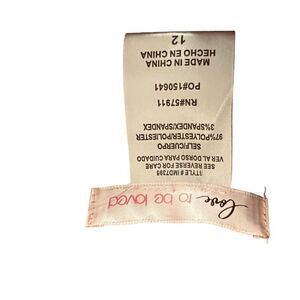 love to be loved
STYLE # IMD7395
SEE REVERSE FOR CARE
VER AL DORSO PARA CUIDADO
SELF/CUERPO
97%POLYESTER/POLIESTER
3%SPANDEX/SPANDEX
RN#57911
PO#150641
MADE IN CHINA
HECHO EN CHINA
12